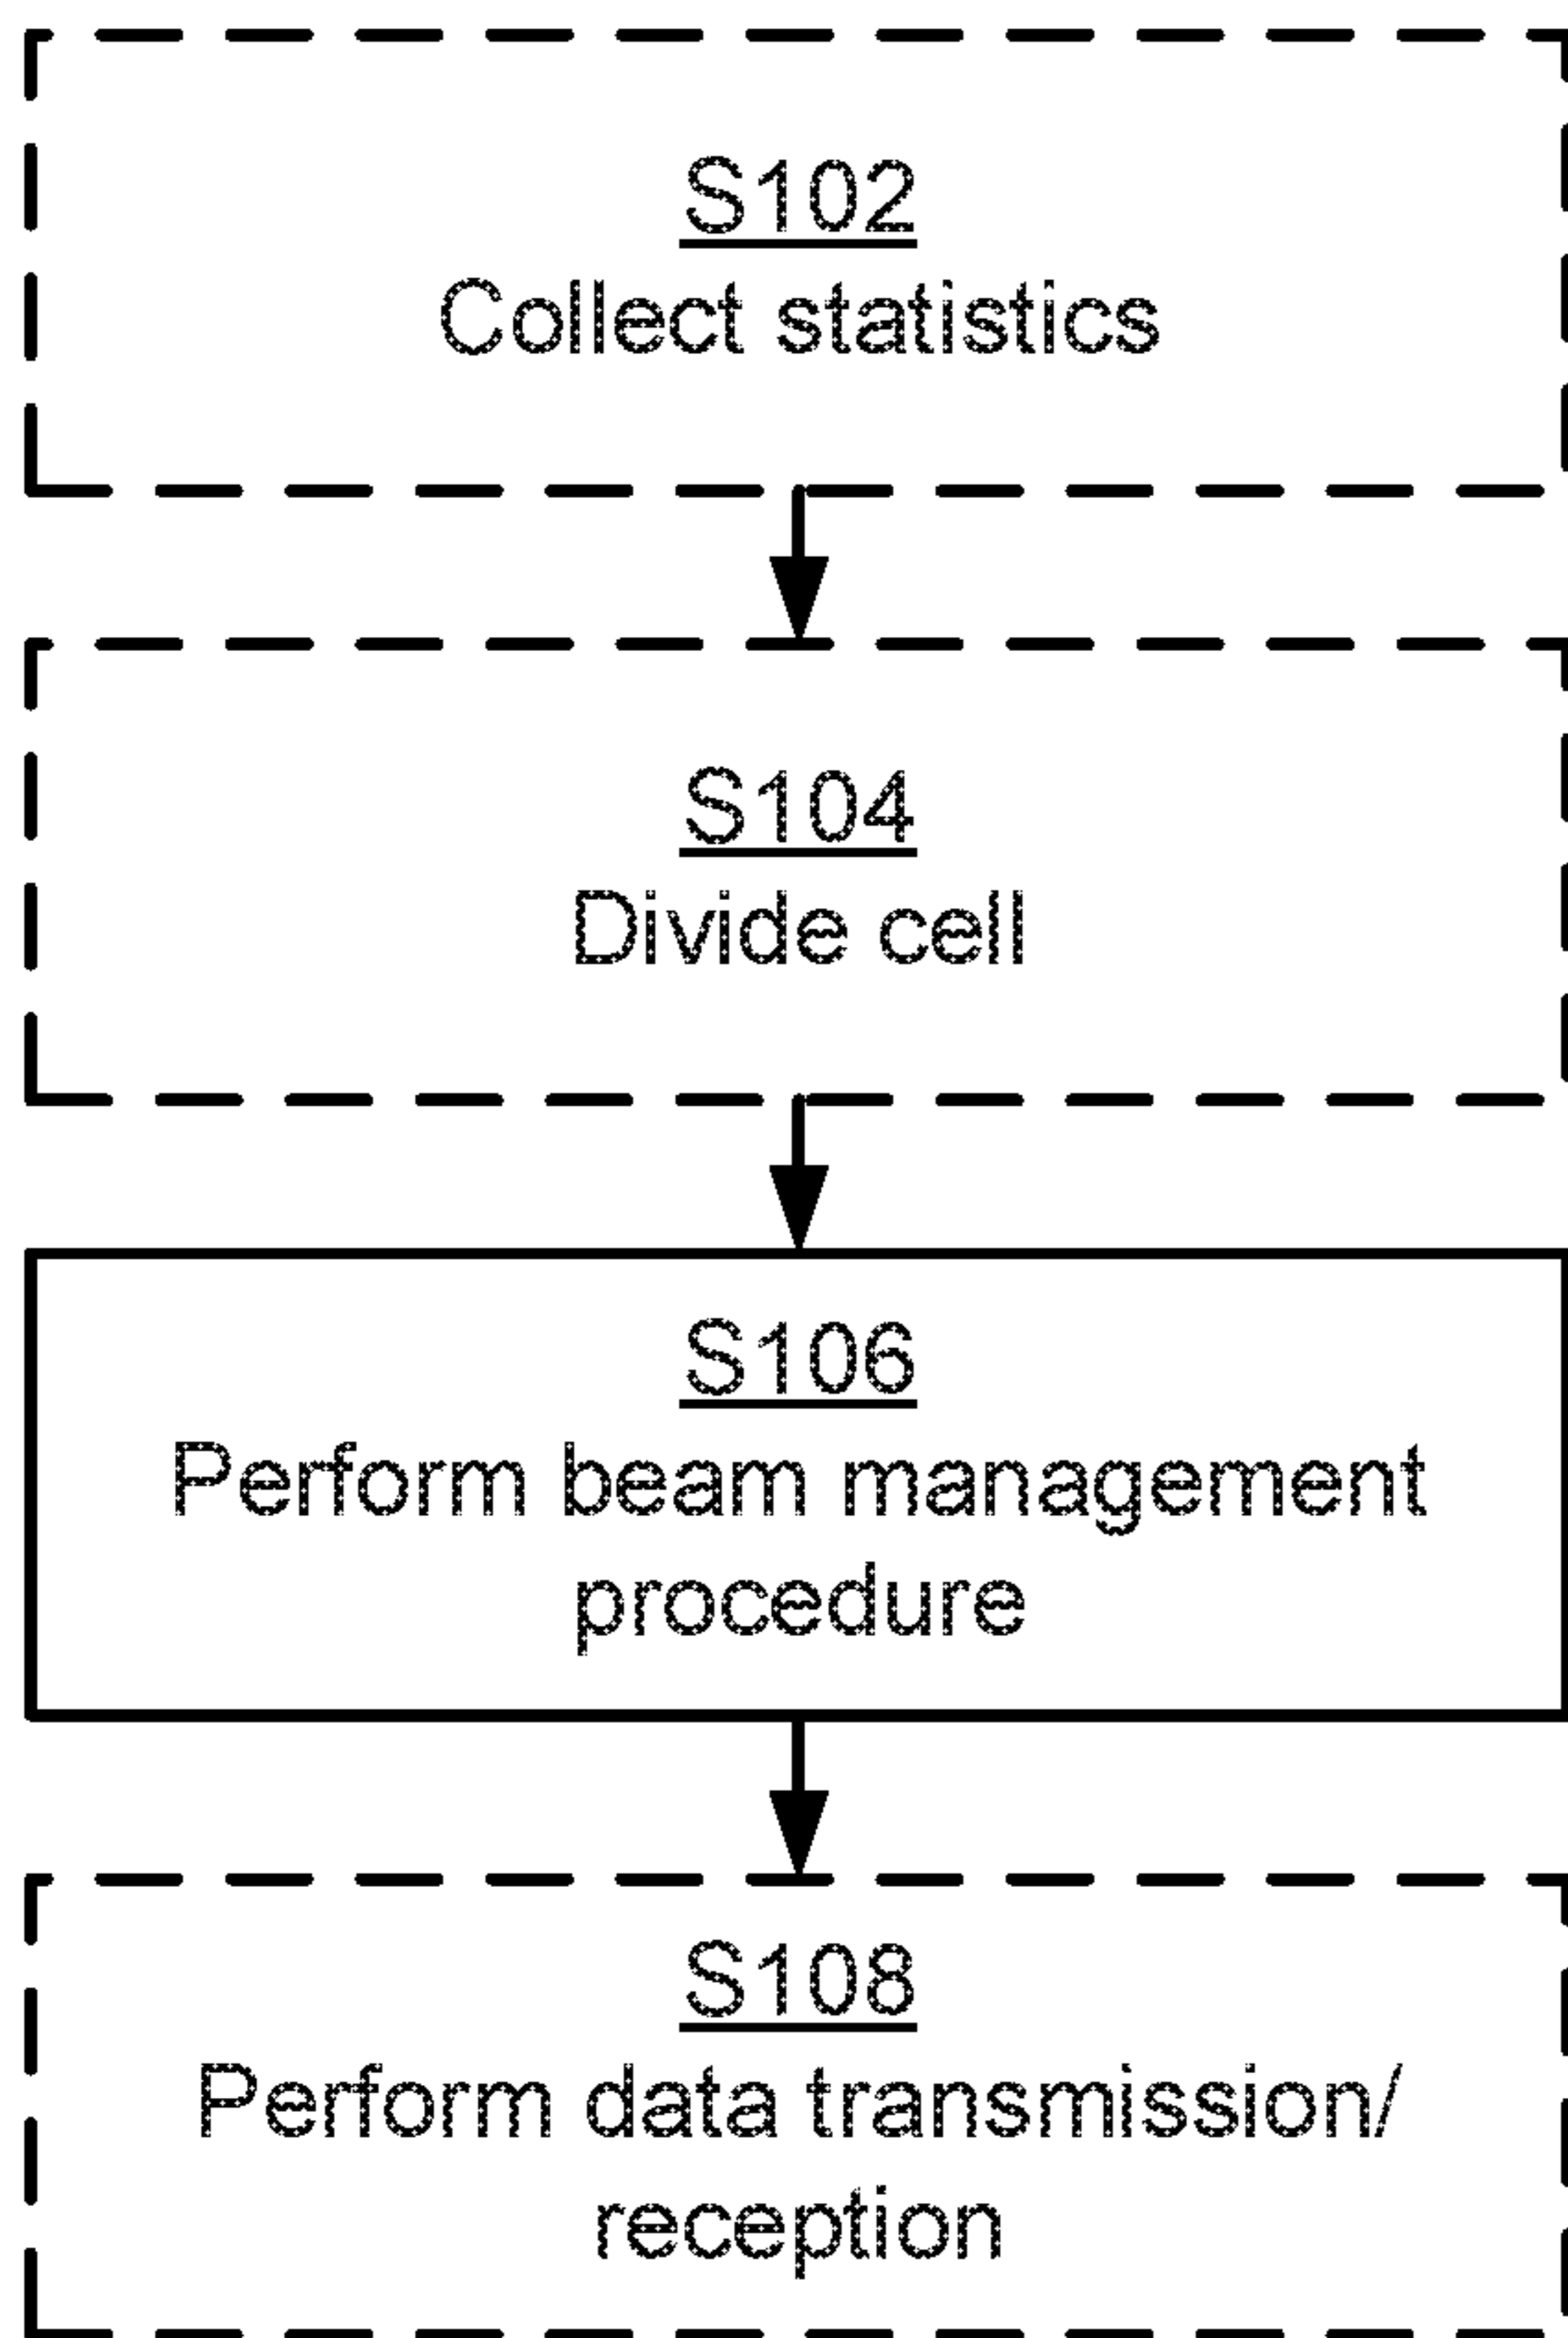 S102
Collect statistics
S104
Divide cell
S106
Perform beam management
procedure
S108
Perform data transmission/
reception